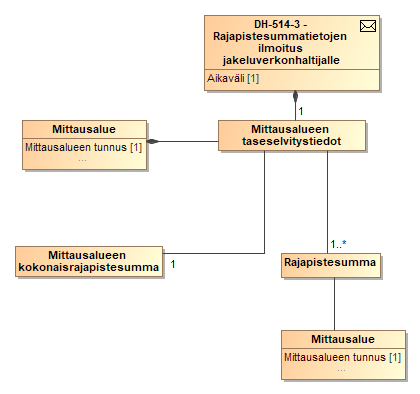 DH-514-3 -
Rajapistesummatietojen
ilmoitus
jakeluverkonhaltijalle
Aikaväli [1]
1
Mittausalue
Mittausalueen tunnus [1]
...
Mittausalueen
taseselvitystiedot
Mittausalueen
kokonaisrajapistesumma
1
1..*
Rajapistesumma
Mittausalue
Mittausalueen tunnus [1]
...